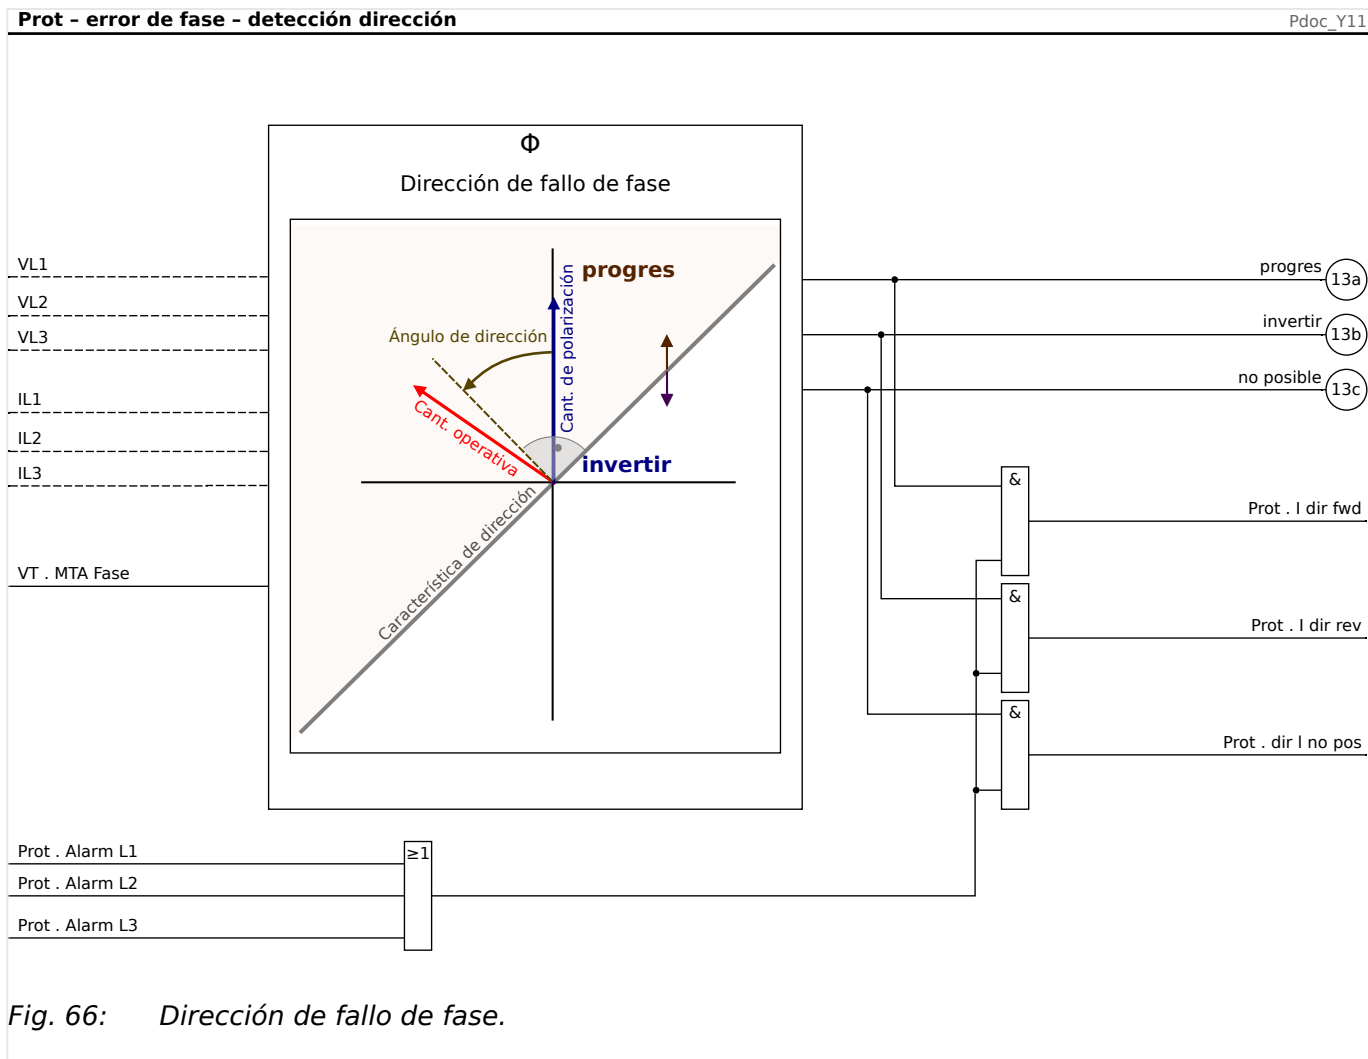 Prot – error de fase – detección dirección
Pdoc_Y11
Φ
Dirección de fallo de fase
VL1
VL2
VL3
IL1
IL2
IL3
VT . MTA Fase
progres
Cant. de polarización
Ángulo de dirección
Cant. operativa
invertir
Característica de dirección
progres
13a
invertir
13b
no posible
13c
&
Prot . I dir fwd
&
Prot . I dir rev
&
Prot . dir I no pos
Prot . Alarm L1
≥1
Prot . Alarm L2
Prot . Alarm L3
Fig. 66: Dirección de fallo de fase.